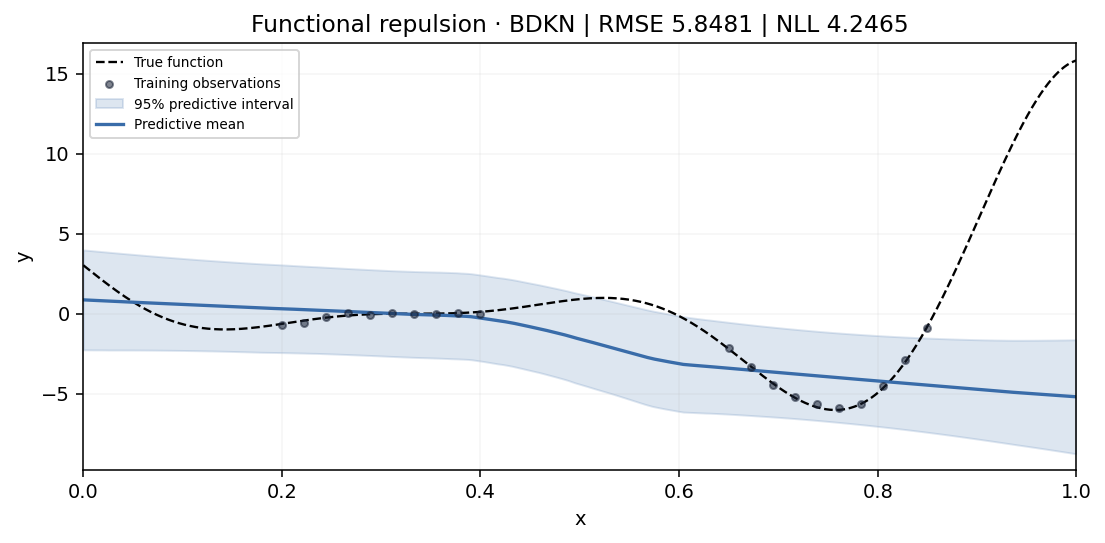 Functional repulsion · BDKN | RMSE 5.8481 | NLL 4.2465
True function
Training observations
95% predictive interval
Predictive mean
15
10
5
0
−5
y
0.0 0.2 0.4 0.6 0.8 1.0
x